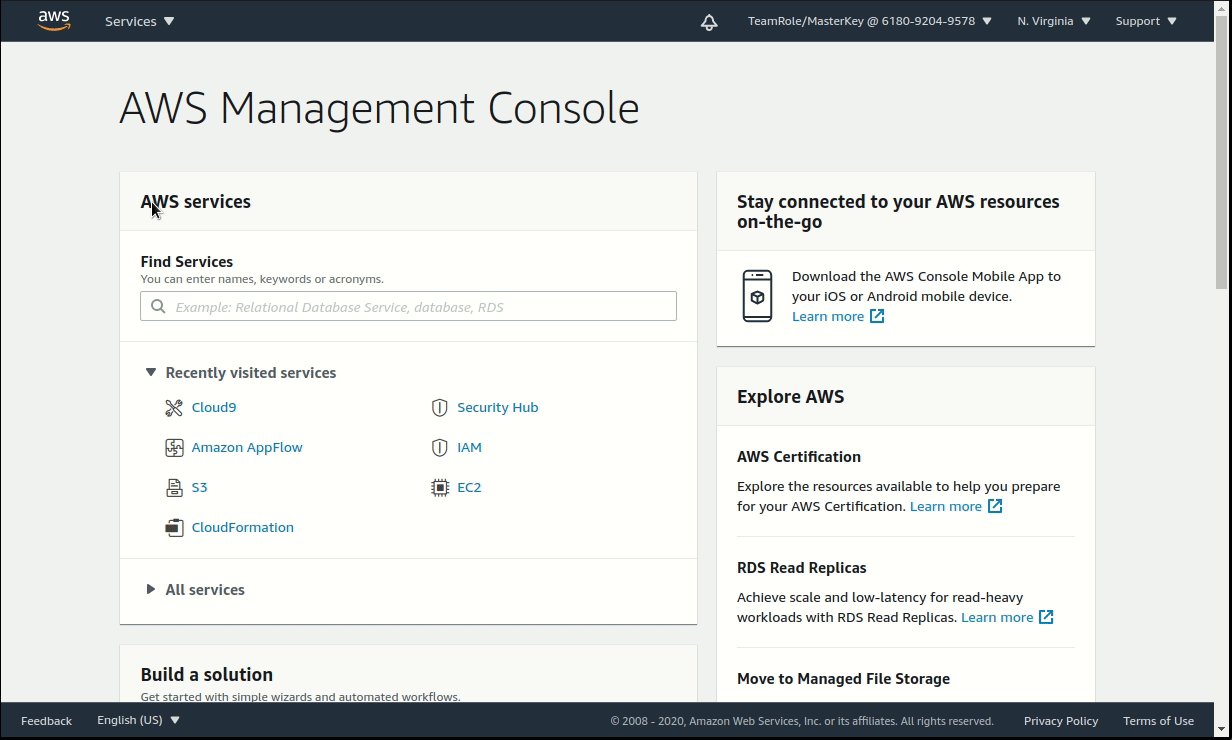 aws
Services
TeamRole/MasterKey @ 6180-9204-9578
N. Virginia
Support
AWS Management Console
AWS services
Find Services
You can enter names, keywords or acronyms.
Example: Relational Database Service, database, RDS
Recently visited services
Cloud9
Security Hub
Amazon AppFlow
IAM
S3
EC2
CloudFormation
All services
Build a solution
Get started with simple wizards and automated workflows.
Stay connected to your AWS resources
on-the-go
Download the AWS Console Mobile App to
your iOS or Android mobile device.
Learn more
Explore AWS
AWS Certification
Explore the resources available to help you prepare
for your AWS Certification. Learn more
RDS Read Replicas
Achieve scale and low-latency for read-heavy
workloads with RDS Read Replicas. Learn more
Move to Managed File Storage
Feedback
English (US)
© 2008 - 2020, Amazon Web Services, Inc. or its affiliates. All rights reserved.
Privacy Policy
Terms of Use